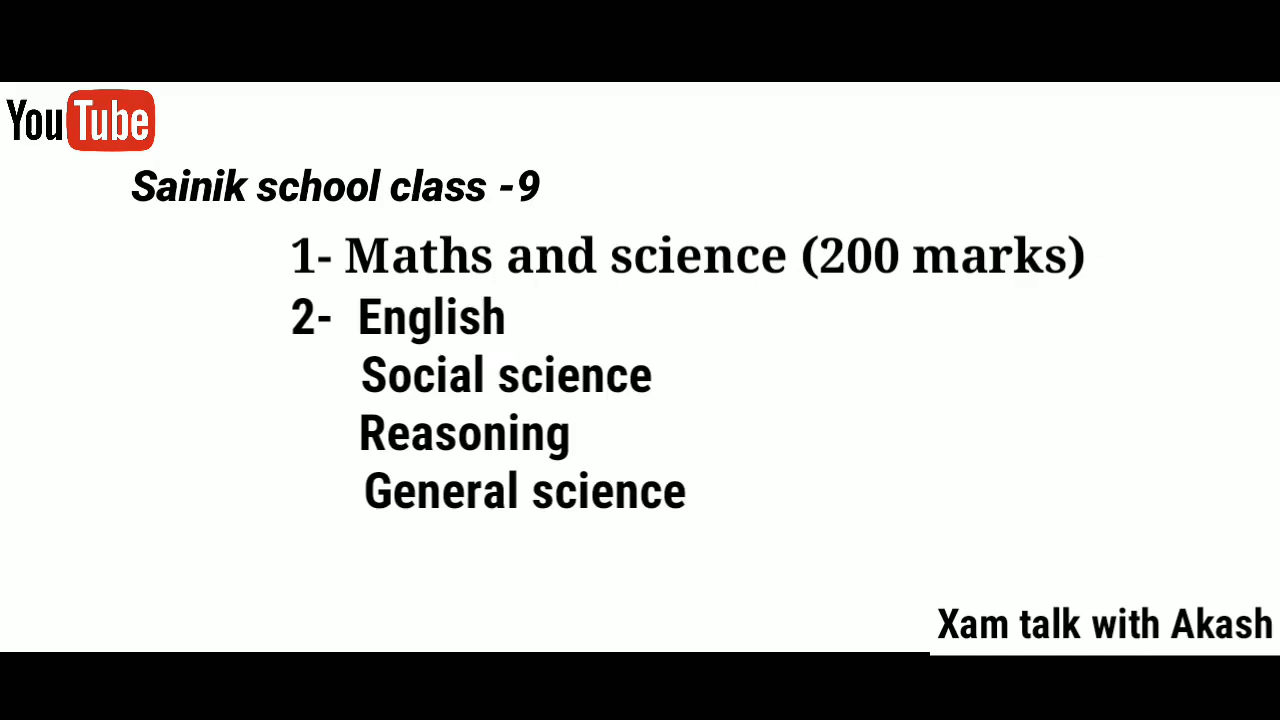 YouTube
Sainik school class -9
1- Maths and science (200 marks)
2- English
Social science
Reasoning
General science
Xam talk with Akash